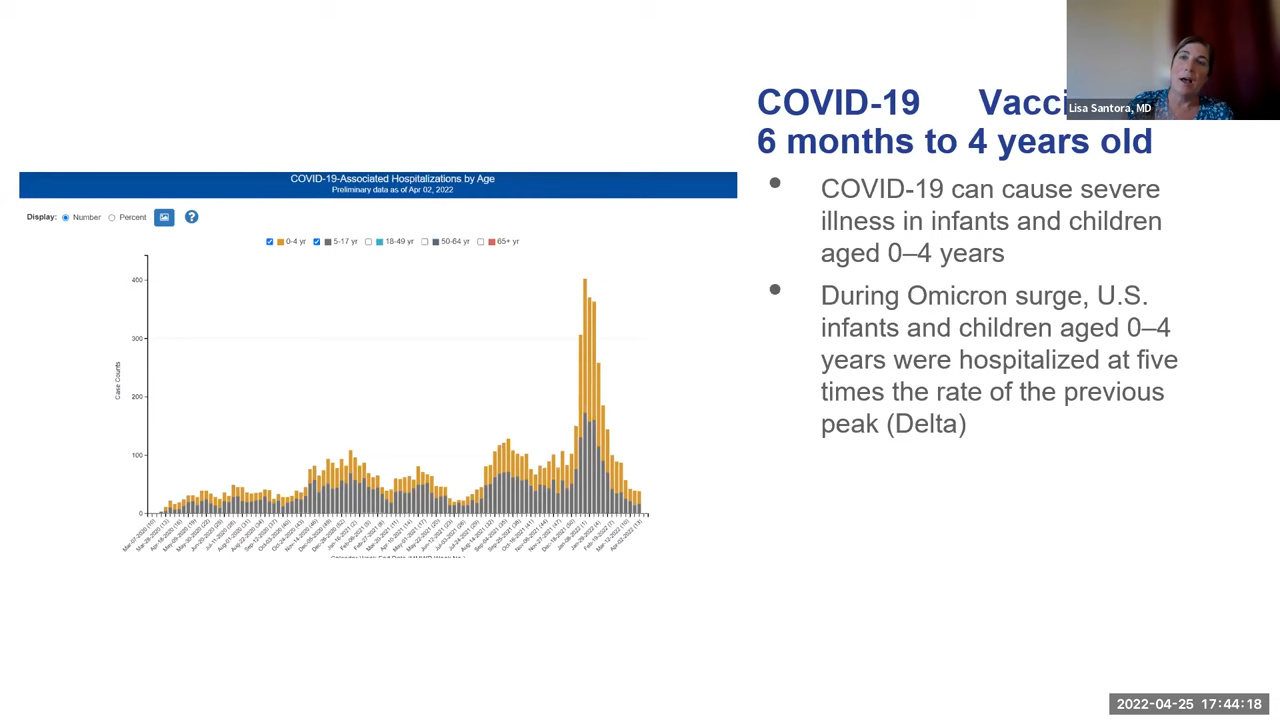 COVID-19 Vacci
6 months to 4 years old
Lisa Santora, MD
COVID-19-Associated Hospitalizations by Age
Preliminary data as of Apr 02, 2022
Display: Number Percent ?
0-4 yr 5-17 yr 18-49 yr 50-64 yr 65+ yr
400
300
200
100
0
Case Counts
• COVID-19 can cause severe
illness in infants and children
aged 0–4 years
• During Omicron surge, U.S.
infants and children aged 0–4
years were hospitalized at five
times the rate of the previous
peak (Delta)
2022-04-25 17:44:18